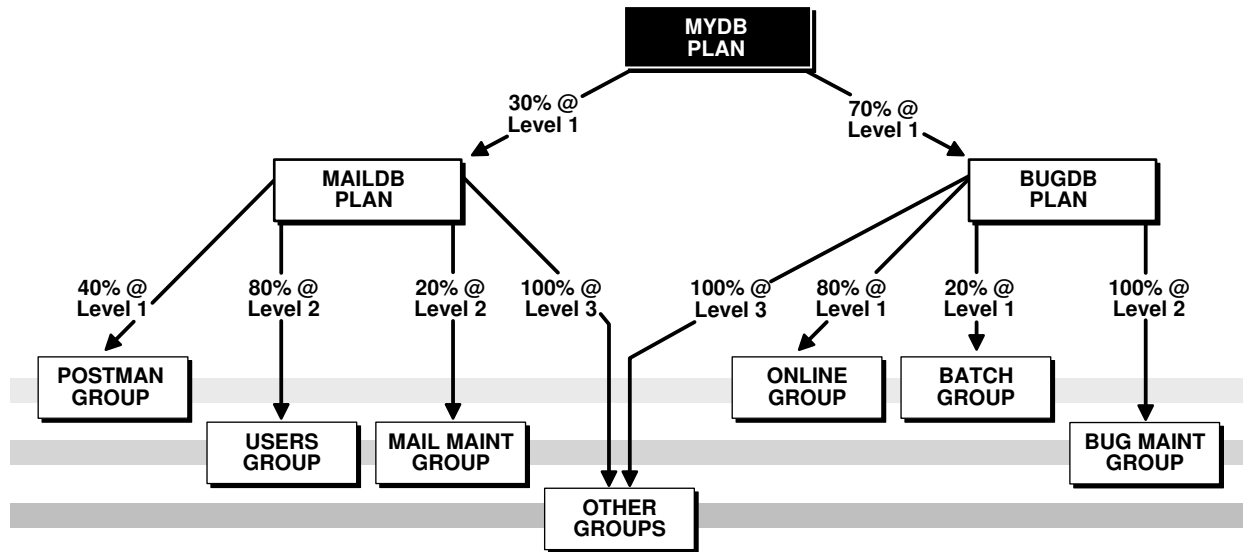 MYDB
PLAN
30% @
Level 1
70% @
Level 1
MAILDB
PLAN
BUGDB
PLAN
40% @
Level 1
80% @
Level 2
20% @
Level 2
100% @
Level 3
100% @
Level 3
80% @
Level 1
20% @
Level 1
100% @
Level 2
POSTMAN
GROUP
ONLINE
GROUP
BATCH
GROUP
USERS
GROUP
MAIL MAINT
GROUP
BUG MAINT
GROUP
OTHER
GROUPS